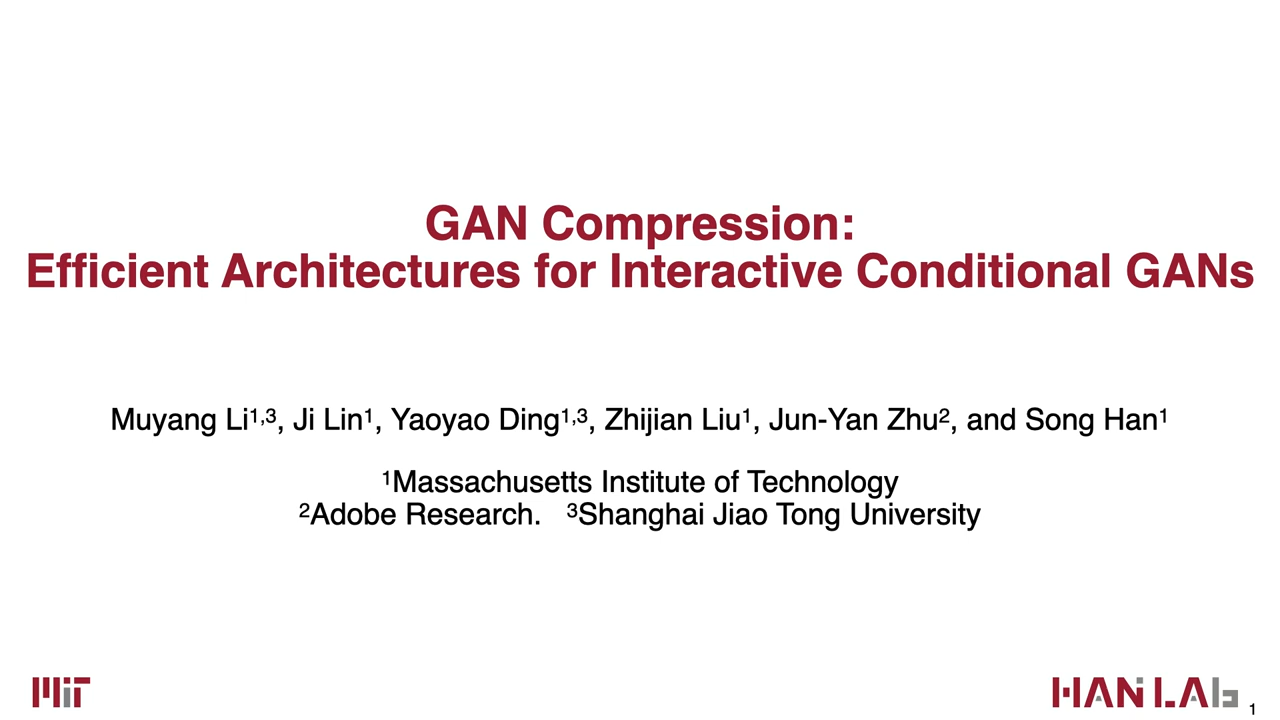 GAN Compression:
Efficient Architectures for Interactive Conditional GANs
Muyang Li1,3, Ji Lin1, Yaoyao Ding1,3, Zhijian Liu1, Jun-Yan Zhu2, and Song Han1
1Massachusetts Institute of Technology
2Adobe Research. 3Shanghai Jiao Tong University
MIT
HAN LAb
1